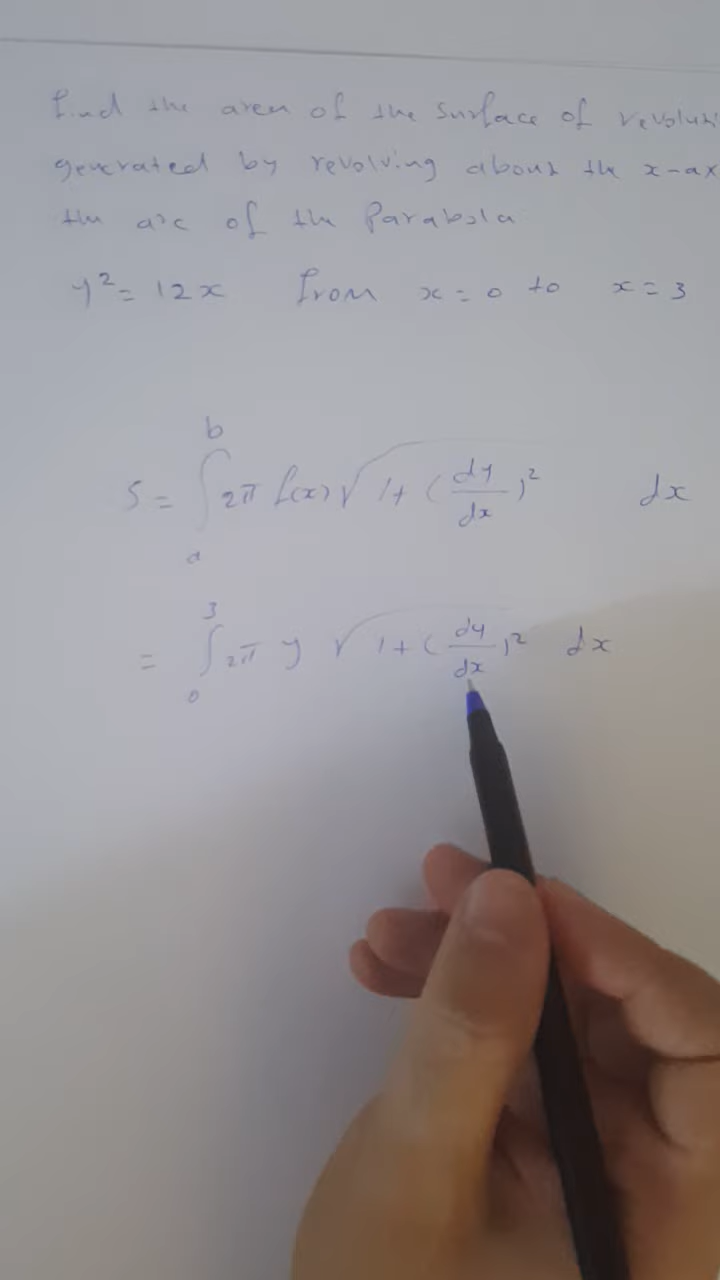 find the area of the surface of revoluti
generated by revolving about the x-ax
the arc of the Parabola
y² = 12x from x = 0 to x = 3
S = ∫ₐᵇ 2π f(x) √(1 + (dy/dx)²) dx
= ∫₀³ 2π y √(1 + (dy/dx)²) dx